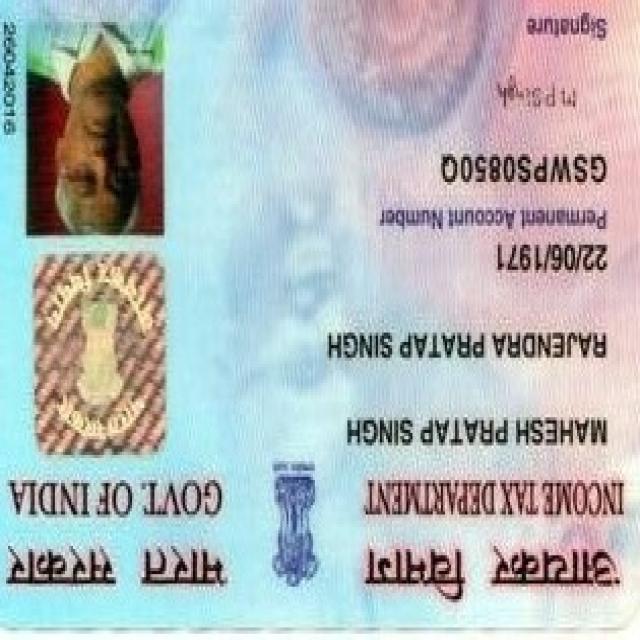 आयकर विभाग भारत सरकार
INCOME TAX DEPARTMENT GOVT. OF INDIA
MAHESH PRATAP SINGH
RAJENDRA PRATAP SINGH
22/06/1971
Permanent Account Number
GSWPS0850Q
M P Singh
Signature
26042016